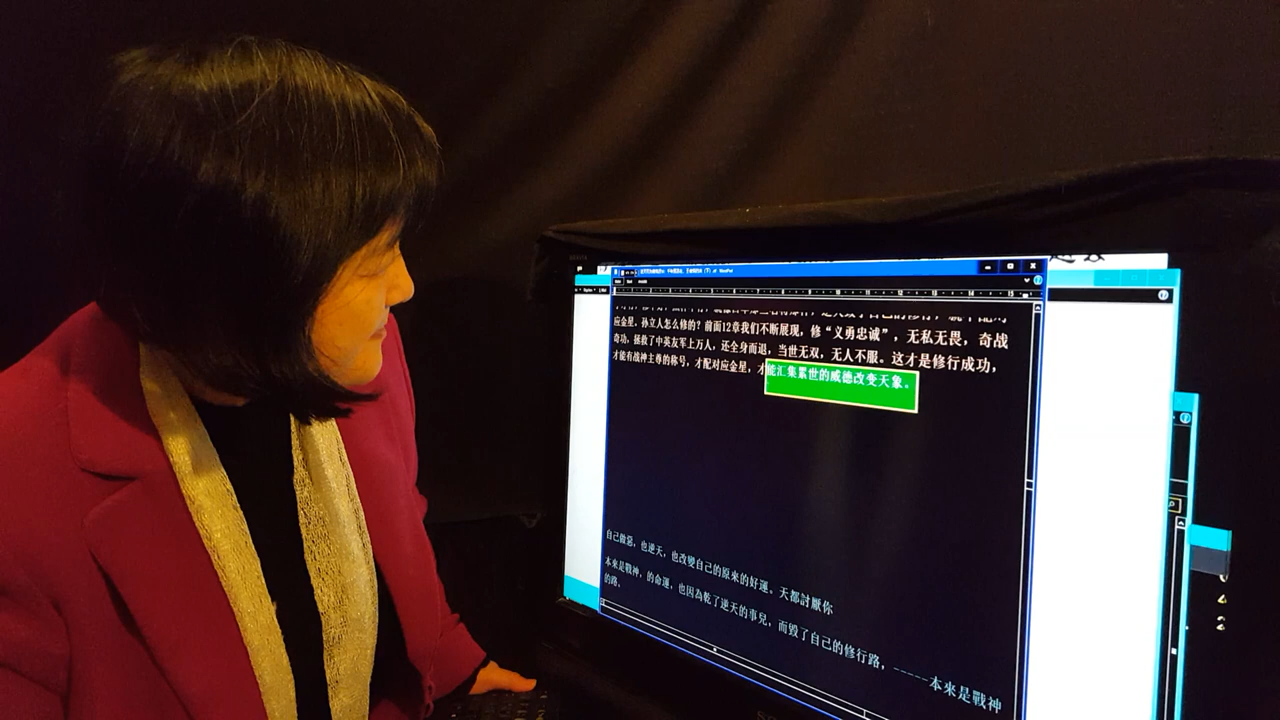 应金星，孙立人怎么修的？前面12章我们不断展现，修“义勇忠诚”，无私无畏，奇战
奇功，拯救了中英友军上万人，还全身而退，当世无双，无人不服。这才是修行成功，
才能有战神主尊的称号，才配对应金星，才能汇集累世的威德改变天象。
自己做惡，也逆天，也改變自己的原來的好運。天都討厭你
本來是戰神，的命運，也因為乾了逆天的事兒，而毀了自己的修行路，-----本來是戰神
的路。